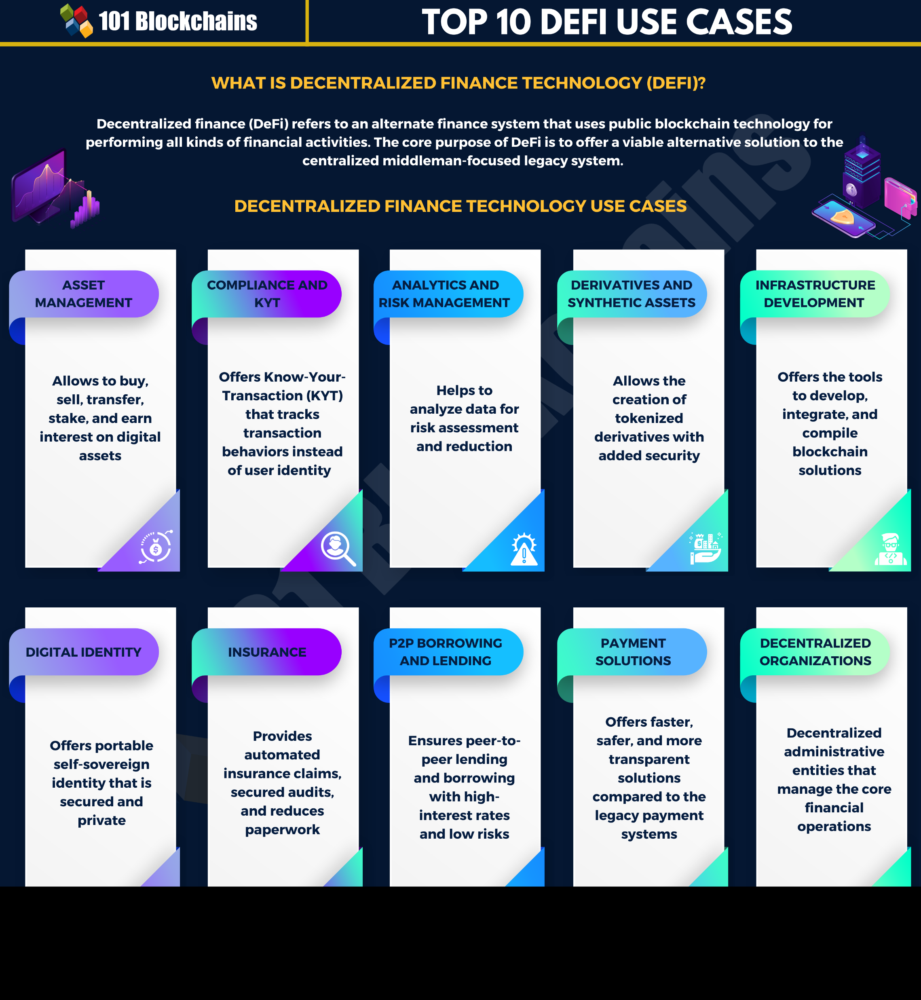 101 Blockchains
TOP 10 DEFI USE CASES
WHAT IS DECENTRALIZED FINANCE TECHNOLOGY (DEFI)?
Decentralized finance (DeFi) refers to an alternate finance system that uses public blockchain technology for
performing all kinds of financial activities. The core purpose of DeFi is to offer a viable alternative solution to the
centralized middleman-focused legacy system.
DECENTRALIZED FINANCE TECHNOLOGY USE CASES
ASSET
MANAGEMENT
Allows to buy,
sell, transfer,
stake, and earn
interest on digital
assets
COMPLIANCE AND
KYT
Offers Know-Your-
Transaction (KYT)
that tracks
transaction
behaviors instead
of user identity
ANALYTICS AND
RISK MANAGEMENT
Helps to
analyze data for
risk assessment
and reduction
DERIVATIVES AND
SYNTHETIC ASSETS
Allows the
creation of
tokenized
derivatives with
added security
INFRASTRUCTURE
DEVELOPMENT
Offers the tools
to develop,
integrate, and
compile
blockchain
solutions
DIGITAL IDENTITY
Offers portable
self-sovereign
identity that is
secured and
private
INSURANCE
Provides
automated
insurance claims,
secured audits,
and reduces
paperwork
P2P BORROWING
AND LENDING
Ensures peer-to-
peer lending
and borrowing
with high-
interest rates
and low risks
PAYMENT
SOLUTIONS
Offers faster,
safer, and more
transparent
solutions
compared to the
legacy payment
systems
DECENTRALIZED
ORGANIZATIONS
Decentralized
administrative
entities that
manage the core
financial
operations